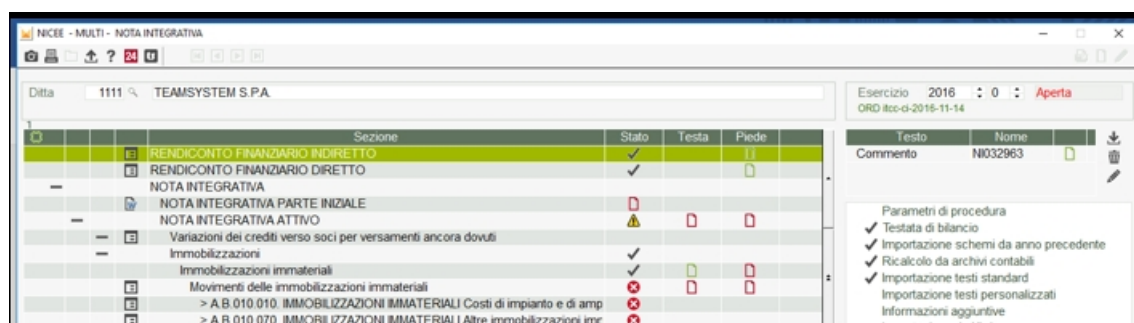 NICEE - MULTI - NOTA INTEGRATIVA
? 24
Ditta 1111 TEAMSYSTEM S.P.A.
Esercizio 2016 0 Aperta
ORD itcc-ci-2016-11-14
1
Sezione Stato Testa Piede
Testo Nome
RENDICONTO FINANZIARIO INDIRETTO
Commento NI032963
RENDICONTO FINANZIARIO DIRETTO
NOTA INTEGRATIVA
NOTA INTEGRATIVA PARTE INIZIALE
NOTA INTEGRATIVA ATTIVO
Variazioni dei crediti verso soci per versamenti ancora dovuti
Immobilizzazioni
Immobilizzazioni immateriali
Movimenti delle immobilizzazioni immateriali
> A.B.010.010. IMMOBILIZZAZIONI IMMATERIALI Costi di impianto e di amp
> A.B.010.070. IMMOBILIZZAZIONI IMMATERIALI Altre immobilizzazioni imm
Parametri di procedura
Testata di bilancio
Importazione schemi da anno precedente
Ricalcolo da archivi contabili
Importazione testi standard
Importazione testi personalizzati
Informazioni aggiuntive